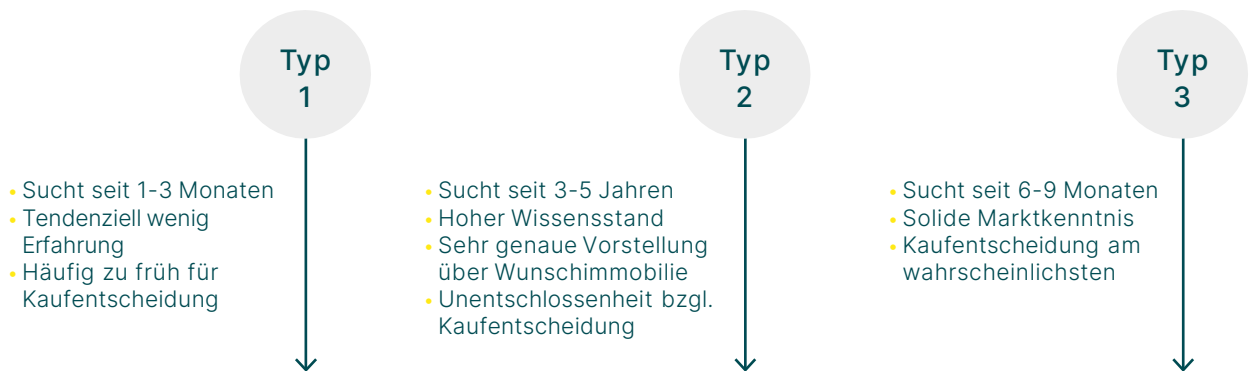 Typ
1
• Sucht seit 1-3 Monaten
• Tendenziell wenig
Erfahrung
• Häufig zu früh für
Kaufentscheidung
Typ
2
• Sucht seit 3-5 Jahren
• Hoher Wissensstand
• Sehr genaue Vorstellung
über Wunschimmobilie
• Unentschlossenheit bzgl.
Kaufentscheidung
Typ
3
• Sucht seit 6-9 Monaten
• Solide Marktkenntnis
• Kaufentscheidung am
wahrscheinlichsten